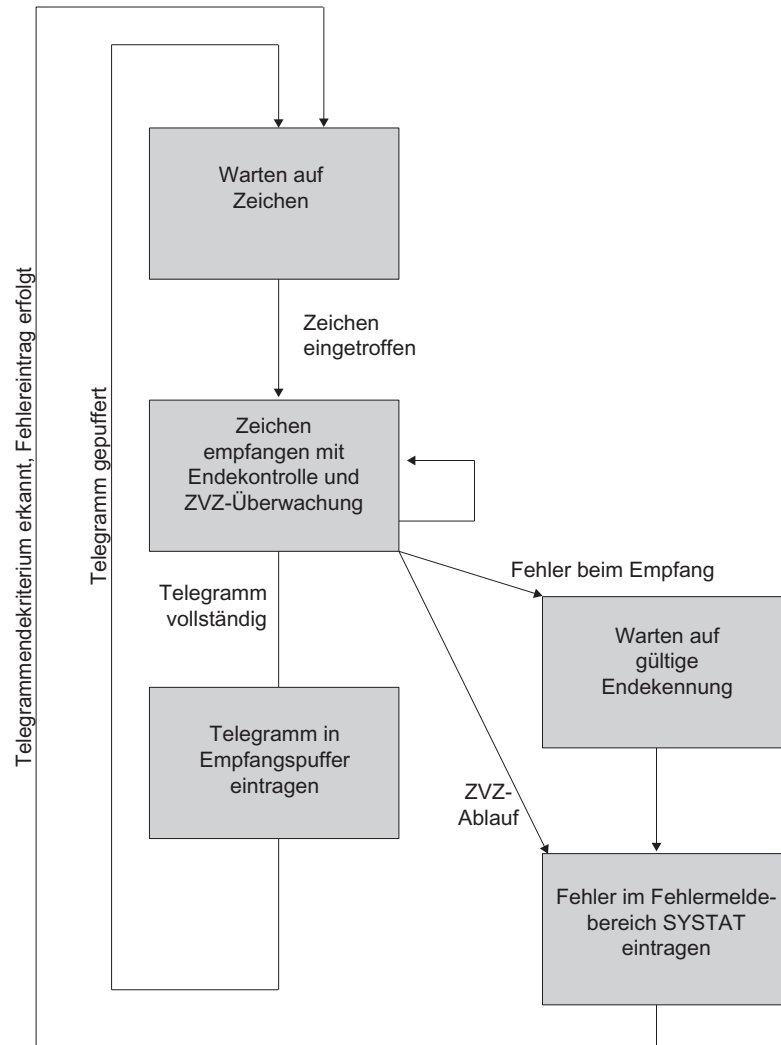 Warten auf
Zeichen
Zeichen
eingetroffen
Zeichen
empfangen mit
Endekontrolle und
ZVZ-Überwachung
Telegrammendekriterium erkannt, Fehlereintrag erfolgt
Telegramm gepuffert
Telegramm
vollständig
Fehler beim Empfang
Warten auf
gültige
Endekennung
Telegramm in
Empfangspuffer
eintragen
ZVZ-
Ablauf
Fehler im Fehlermelde-
bereich SYSTAT
eintragen